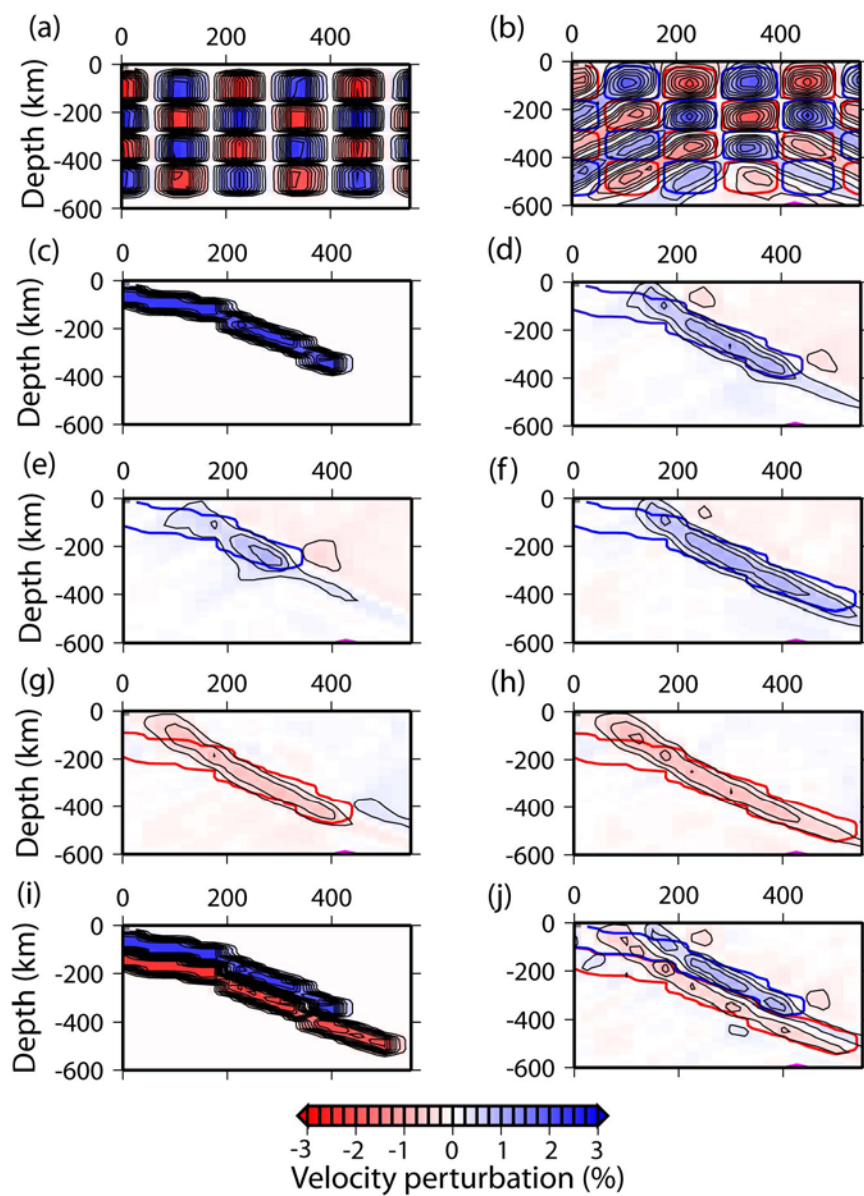 (a) 0 200 400 (b) 0 200 400
Depth (km) 0 -200 -400 -600 0 -200 -400 -600
(c) 0 200 400 (d) 0 200 400
Depth (km) 0 -200 -400 -600 0 -200 -400 -600
(e) 0 200 400 (f) 0 200 400
Depth (km) 0 -200 -400 -600 0 -200 -400 -600
(g) 0 200 400 (h) 0 200 400
Depth (km) 0 -200 -400 -600 0 -200 -400 -600
(i) 0 200 400 (j) 0 200 400
Depth (km) 0 -200 -400 -600 0 -200 -400 -600
-3 -2 -1 0 1 2 3
Velocity perturbation (%)